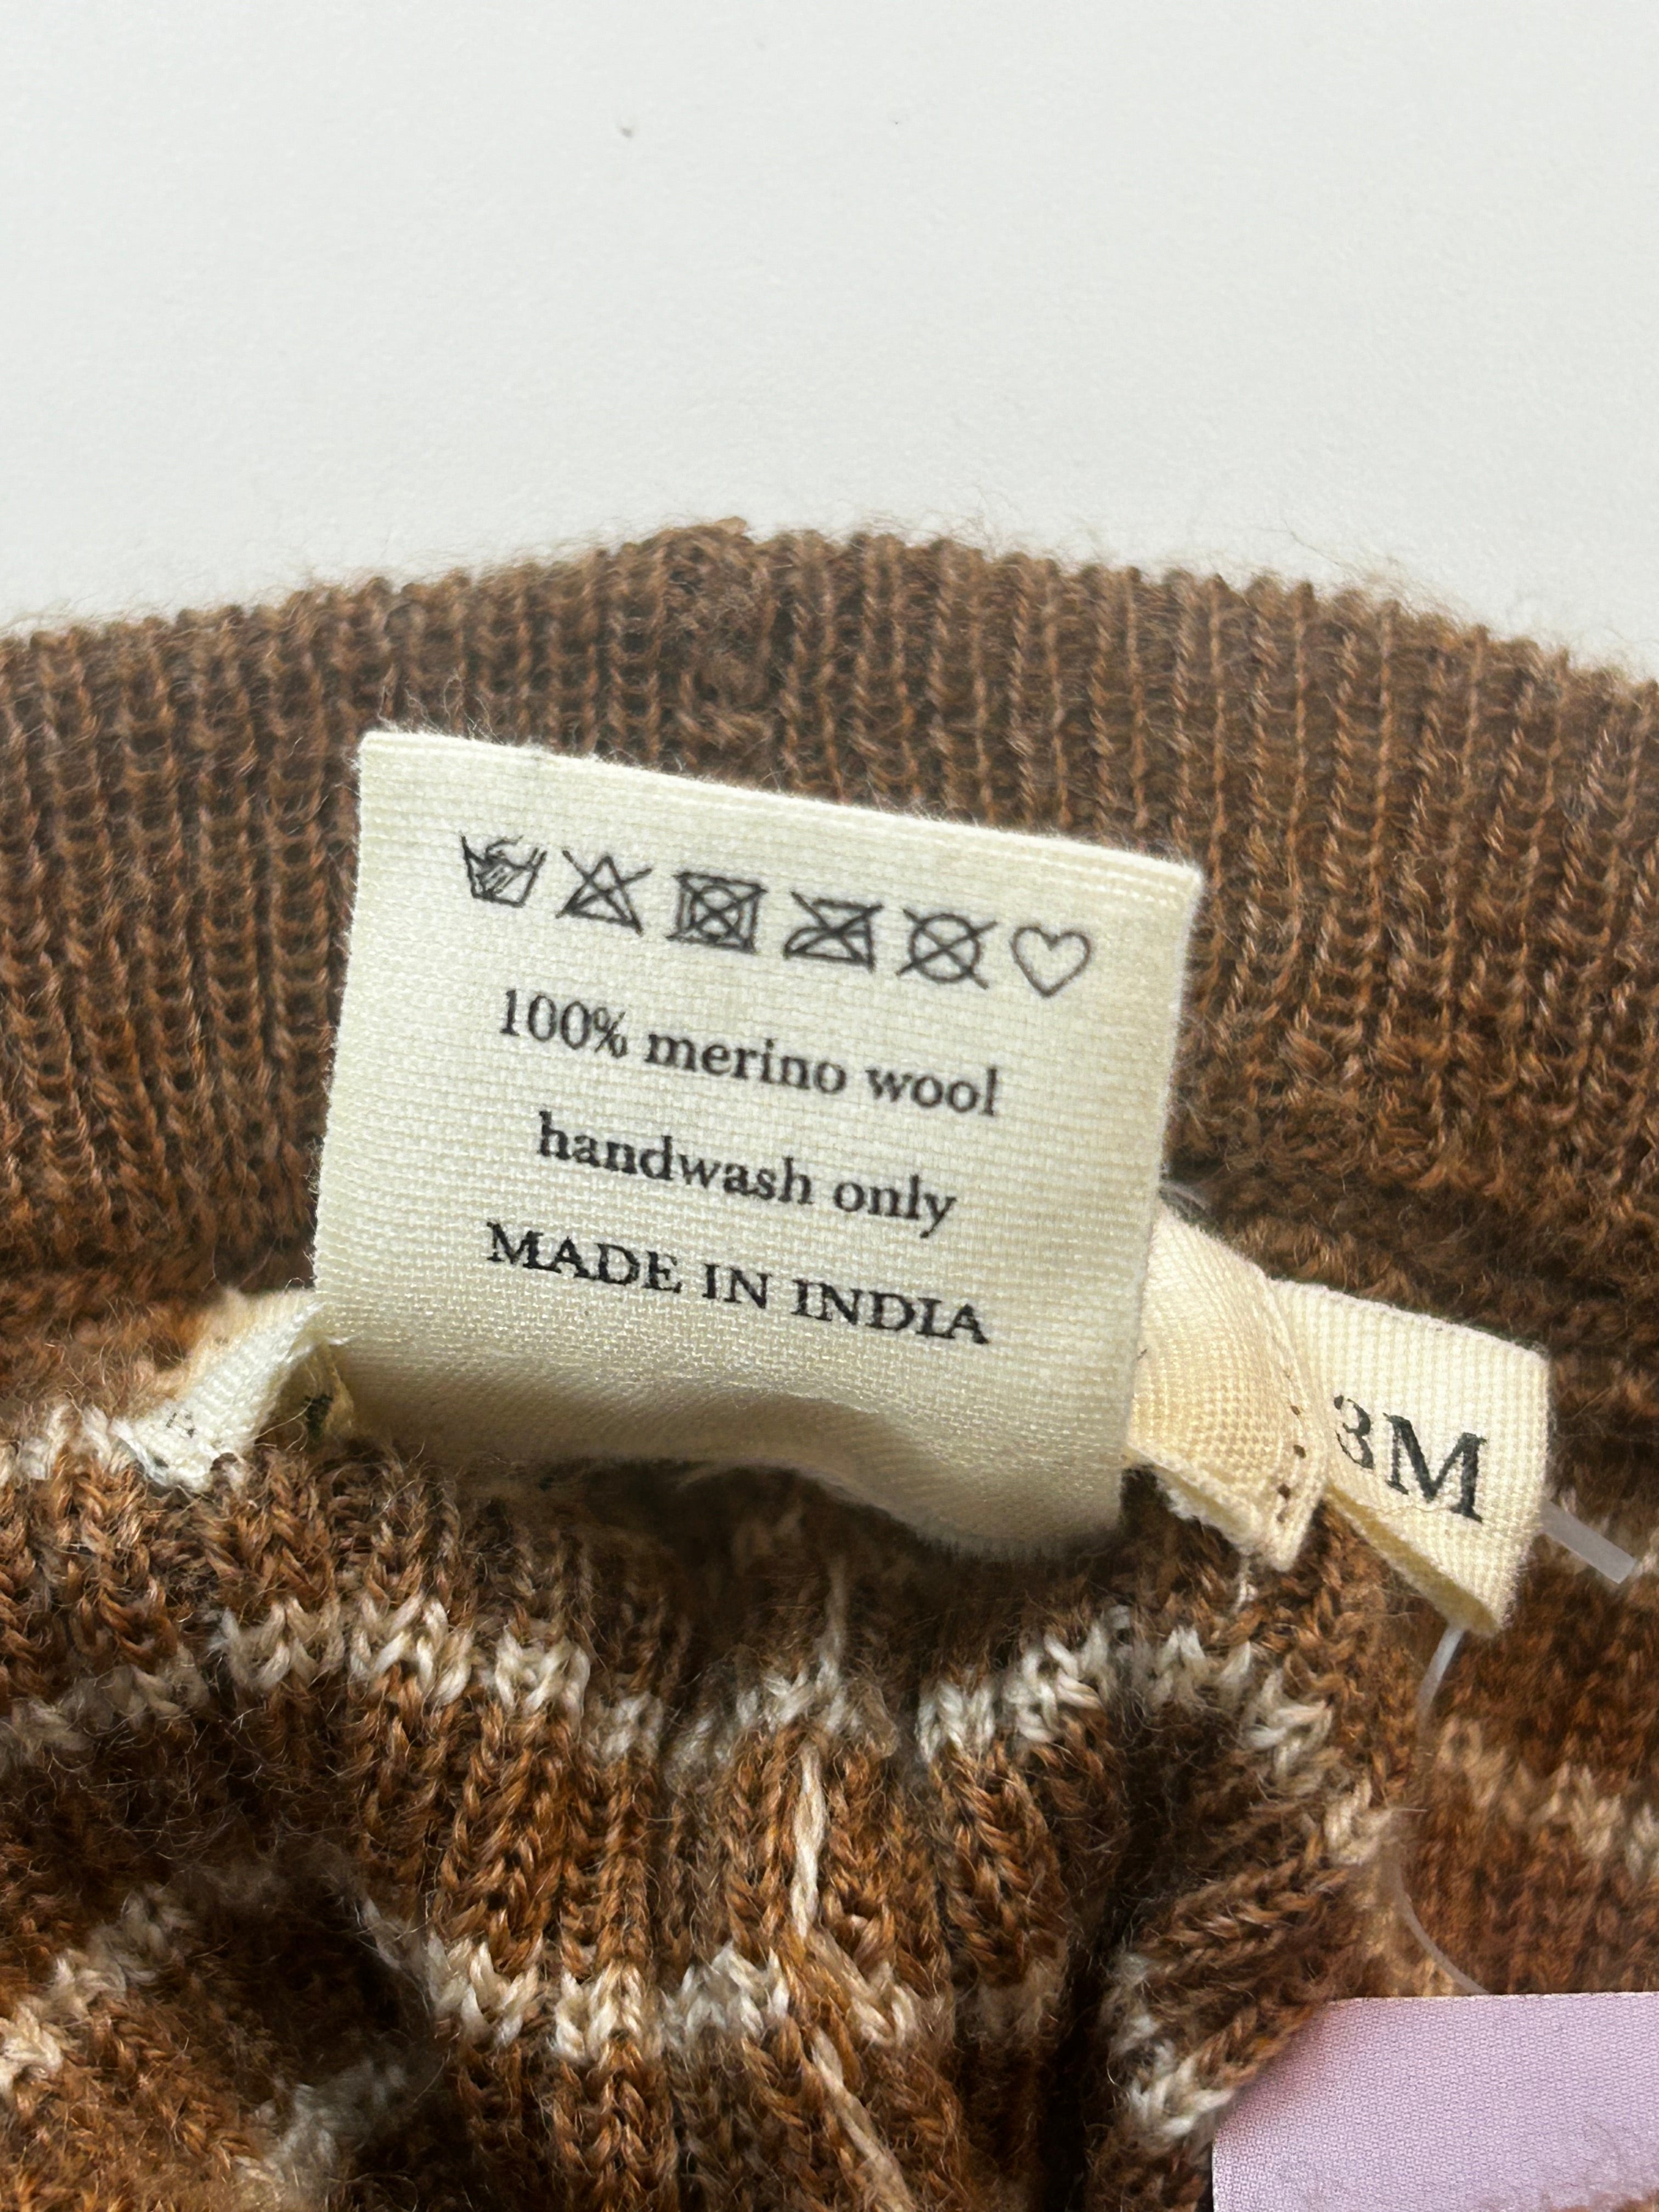 100% merino wool
handwash only
MADE IN INDIA
3M